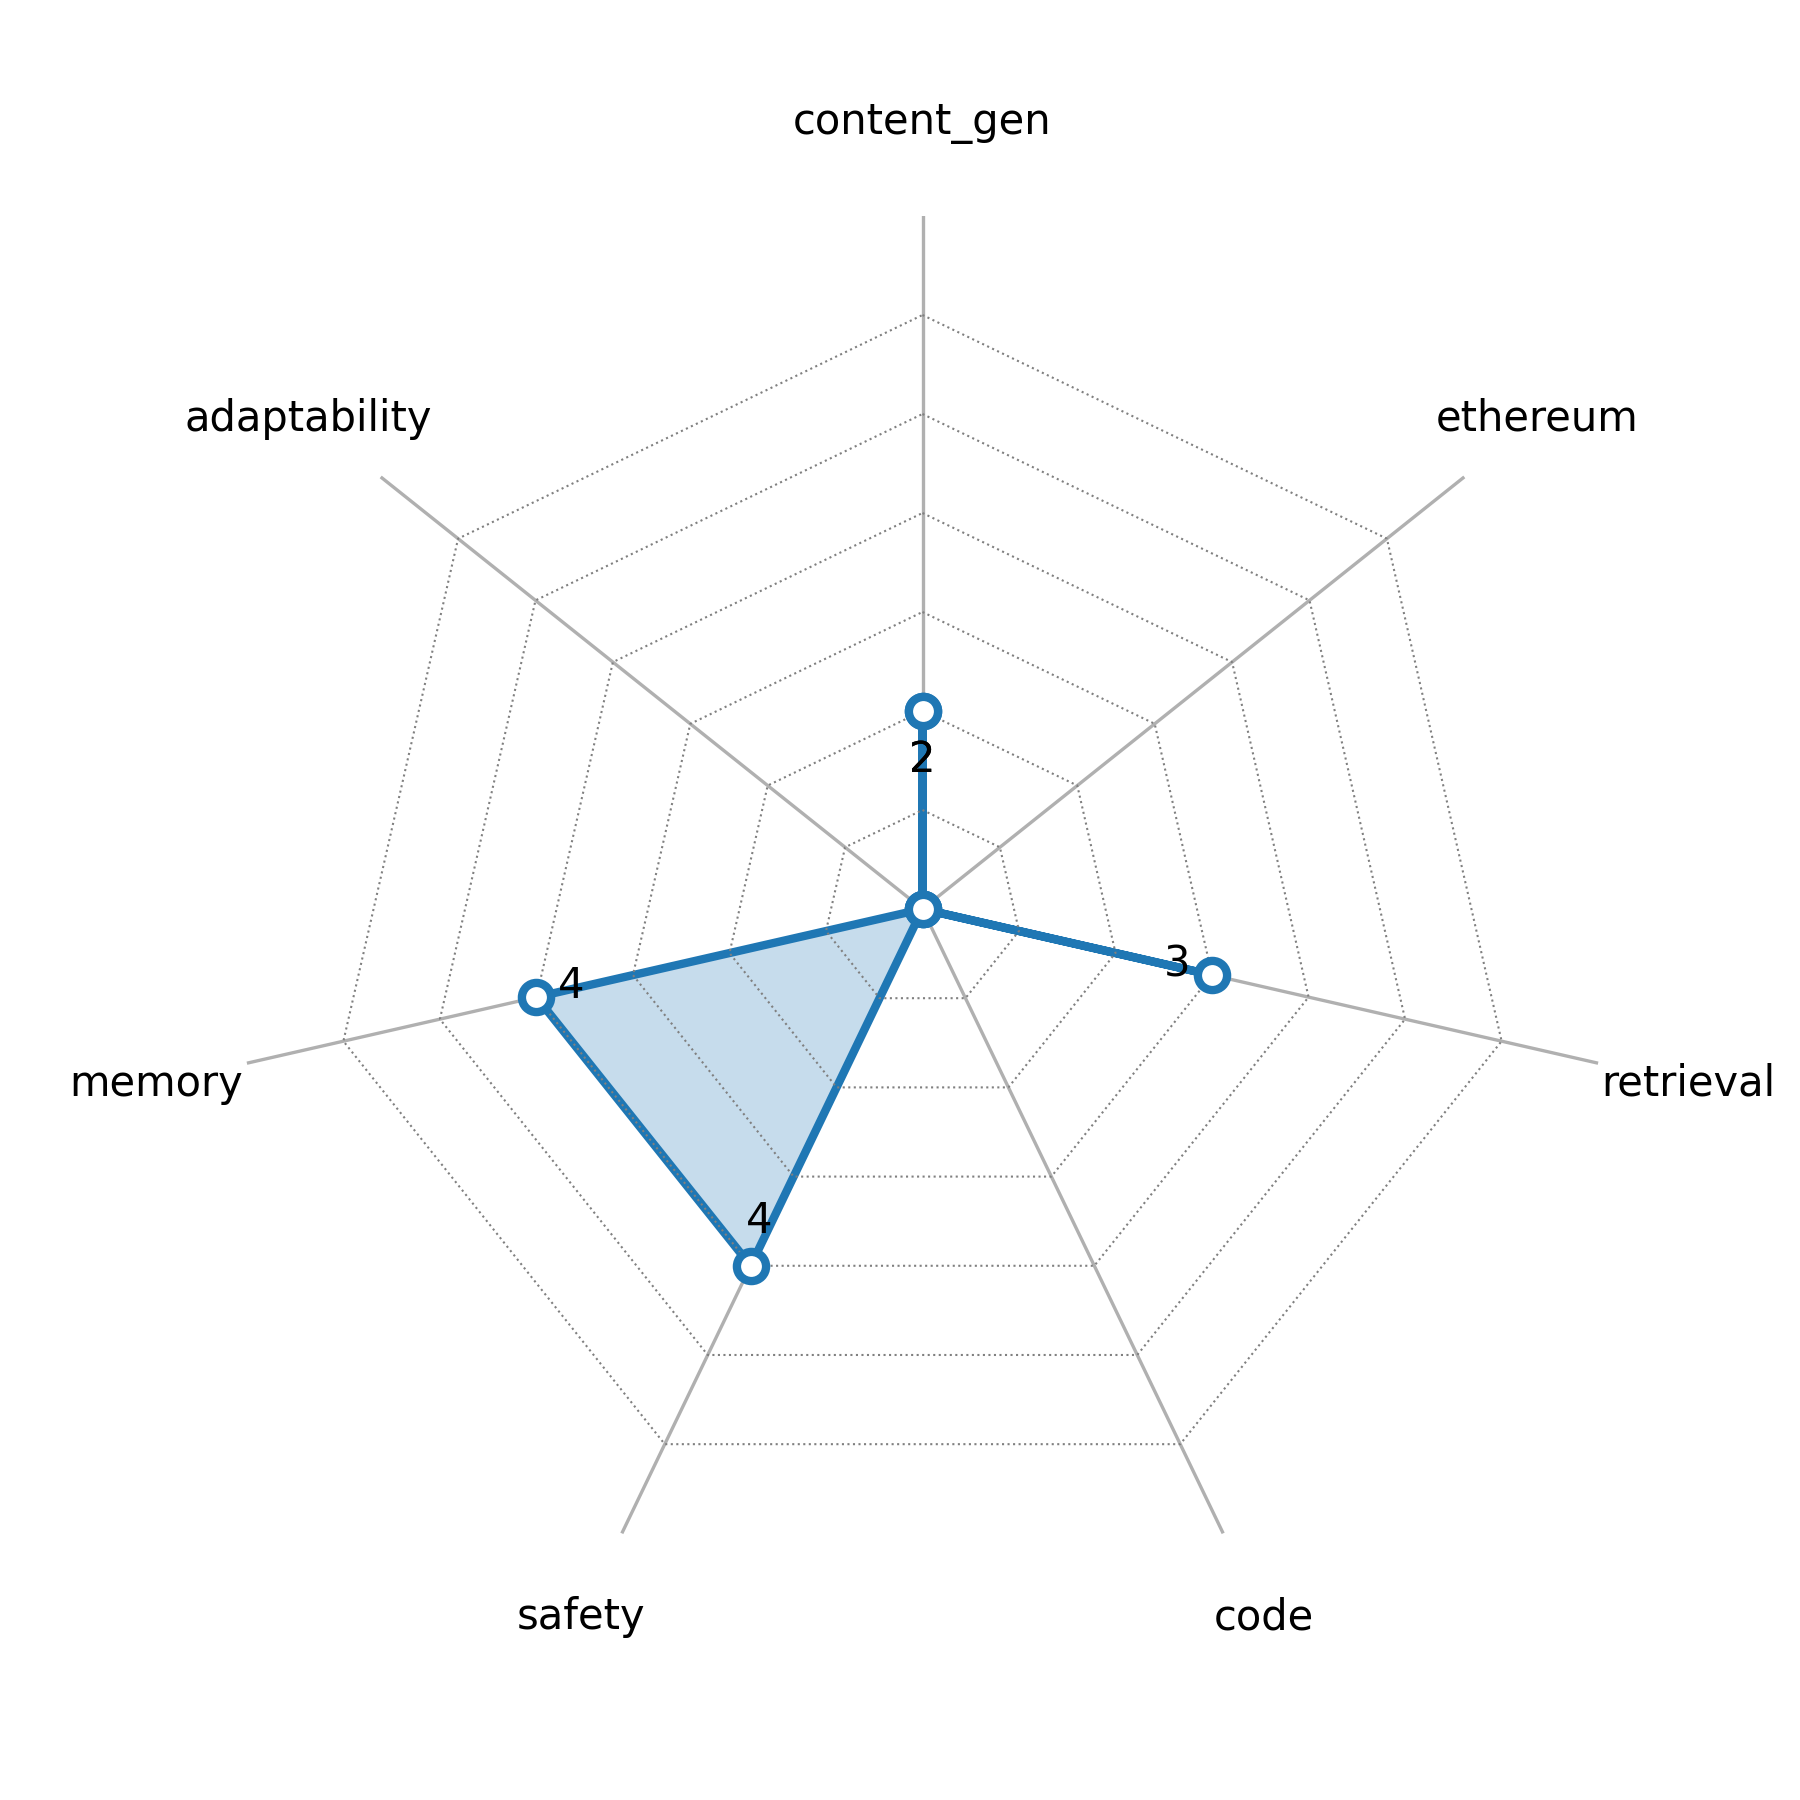 content_gen
adaptability
ethereum
2
3
4
memory
retrieval
4
safety
code